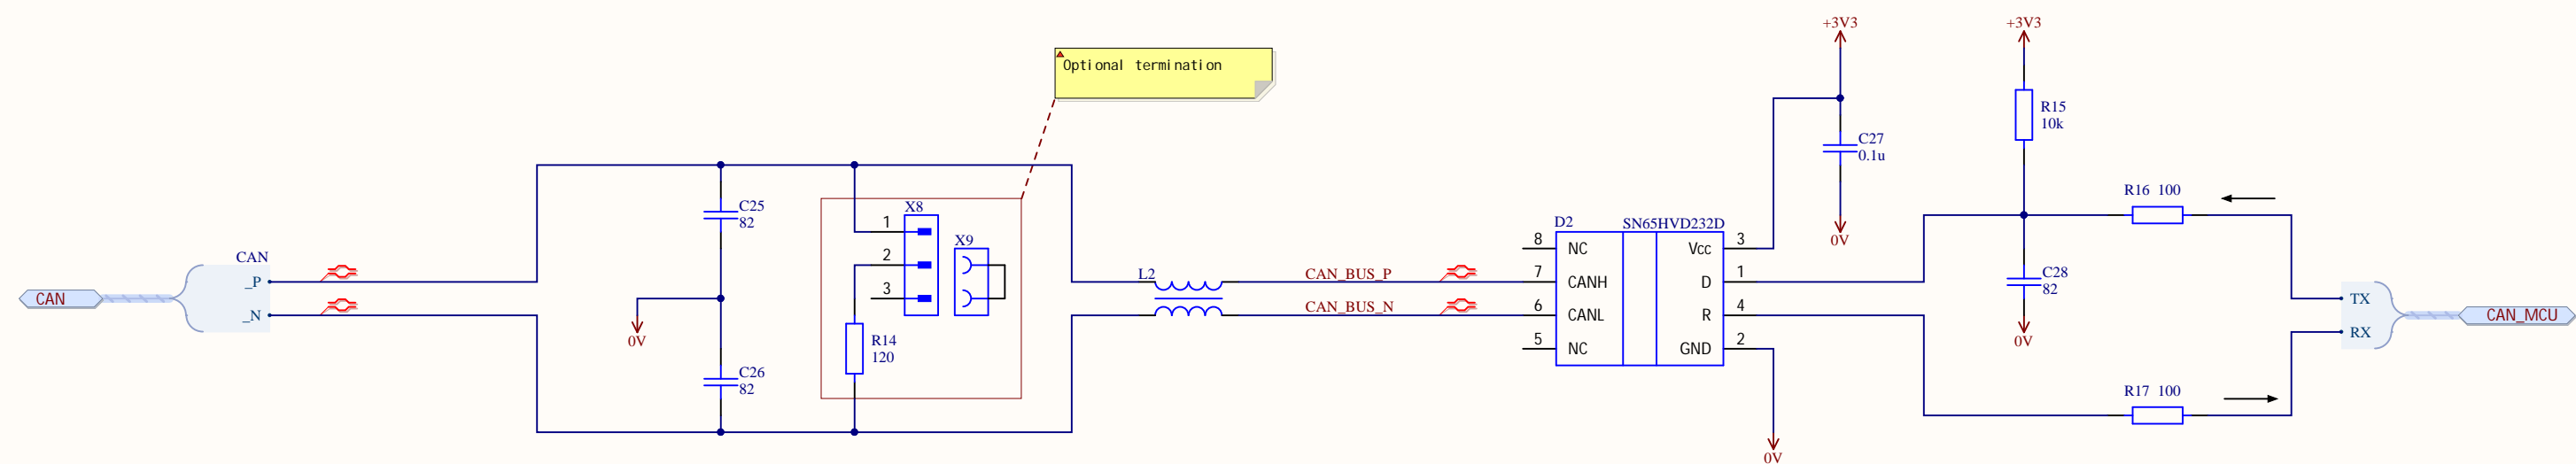 +3V3
+3V3
Optional termination
R15
10k
C27
0.1u
R16 100
C25
82
X8
1
2
3
X9
D2
SN65HVD232D
8
NC
Vcc
3
0V
CAN
_P
_N
CAN
L2
CAN_BUS_P
CAN_BUS_N
7
CANH
D
1
6
CANL
R
4
5
NC
GND
2
C28
82
0V
TX
RX
CAN_MCU
0V
R14
120
C26
82
R17 100
0V